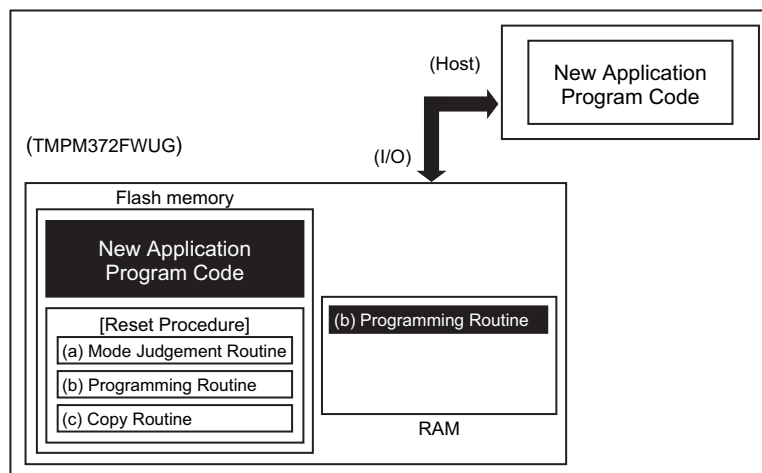 (Host)
New Application
Program Code
(TMPM372FWUG)
(I/O)
Flash memory
New Application
Program Code
[Reset Procedure]
(a) Mode Judgement Routine
(b) Programming Routine
(c) Copy Routine
(b) Programming Routine
RAM